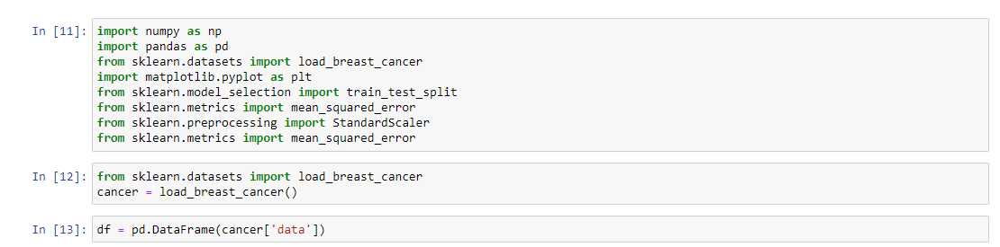 In [11]: import numpy as np
import pandas as pd
from sklearn.datasets import load_breast_cancer
import matplotlib.pyplot as plt
from sklearn.model_selection import train_test_split
from sklearn.metrics import mean_squared_error
from sklearn.preprocessing import StandardScaler
from sklearn.metrics import mean_squared_error
In [12]: from sklearn.datasets import load_breast_cancer
cancer = load_breast_cancer()
In [13]: df = pd.DataFrame(cancer['data'])